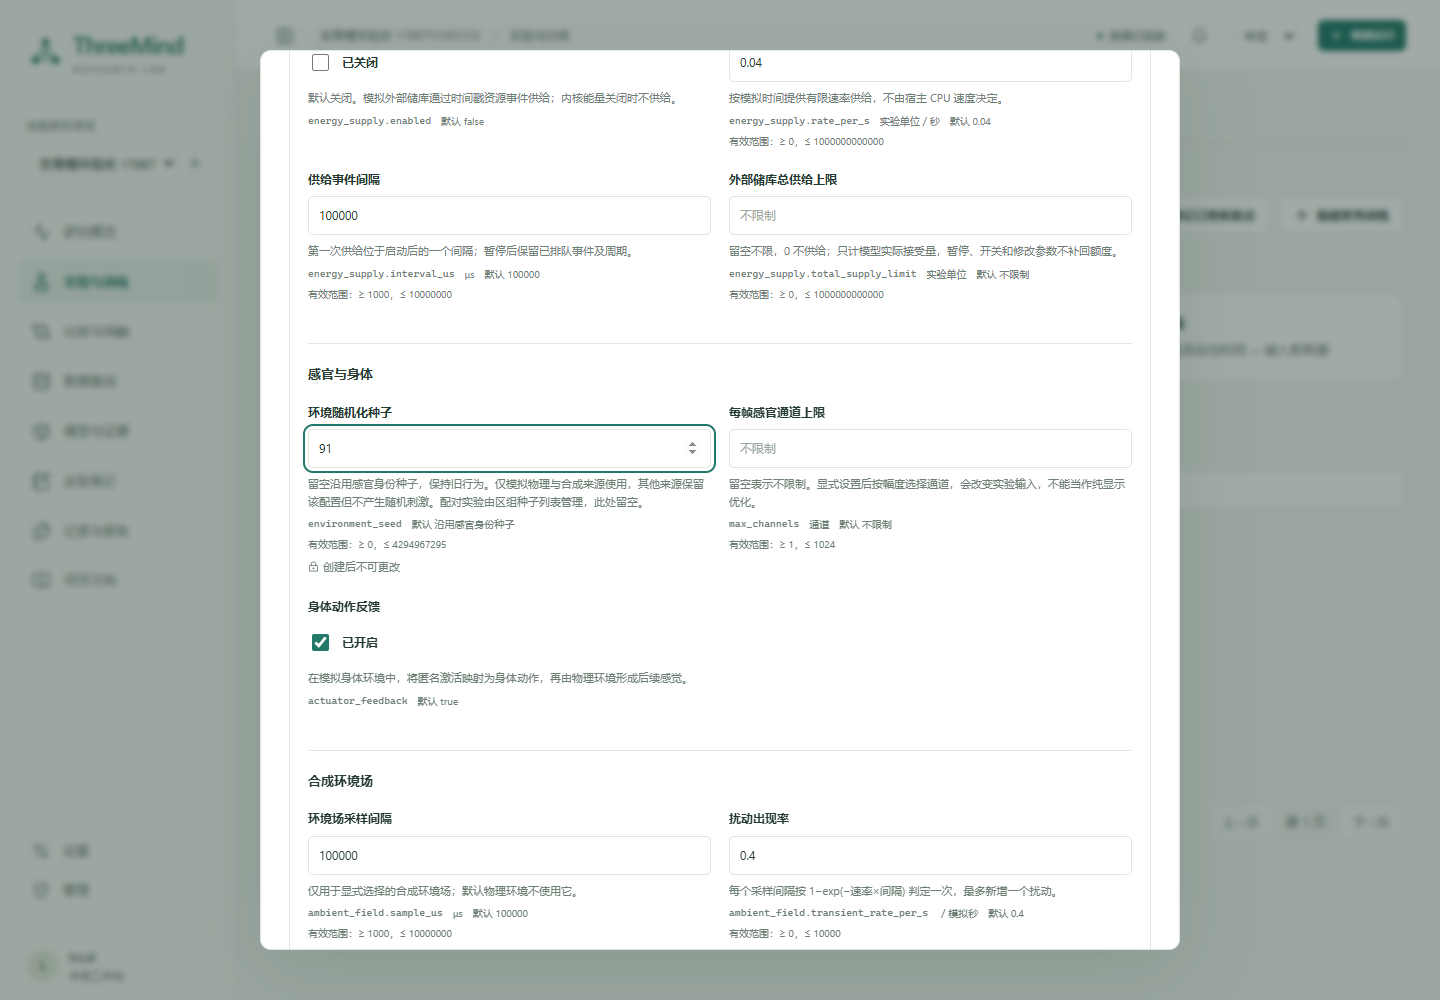 ThreeMind
已关闭
默认关闭。模拟外部储库通过时间戳资源事件供给；内核能量关闭时不供给。
energy_supply.enabled 默认 false
0.04
按模拟时间提供有限速率供给，不由宿主 CPU 速度决定。
energy_supply.rate_per_s 实验单位 / 秒 默认 0.04
有效范围：≥ 0，≤ 1000000000000
供给事件间隔
100000
第一次供给位于启动后的一个间隔；暂停后保留已排队事件及周期。
energy_supply.interval_us μs 默认 100000
有效范围：≥ 1000，≤ 10000000
外部储库总供给上限
不限制
留空不限，0 不供给；只计模型实际接受量，暂停、开关和修改参数不补回额度。
energy_supply.total_supply_limit 实验单位 默认 不限制
有效范围：≥ 0，≤ 1000000000000
感官与身体
环境随机化种子
91
留空沿用感官身份种子，保持旧行为。仅模拟物理与合成来源使用，其他来源保留
该配置但不产生随机刺激。配对实验由区组种子列表管理，此处留空。
environment_seed 默认 沿用感官身份种子
有效范围：≥ 0，≤ 4294967295
创建后不可更改
每帧感官通道上限
不限制
留空表示不限制。显式设置后按幅度选择通道，会改变实验输入，不能当作纯显示
优化。
max_channels 通道 默认 不限制
有效范围：≥ 1，≤ 1024
身体动作反馈
已开启
在模拟身体环境中，将匿名激活映射为身体动作，再由物理环境形成后续感觉。
actuator_feedback 默认 true
合成环境场
环境场采样间隔
100000
仅用于显式选择的合成环境场；默认物理环境不使用它。
ambient_field.sample_us μs 默认 100000
有效范围：≥ 1000，≤ 10000000
扰动出现率
0.4
每个采样间隔按 1−exp(−速率×间隔) 判定一次，最多新增一个扰动。
ambient_field.transient_rate_per_s / 模拟秒 默认 0.4
有效范围：≥ 0，≤ 10000